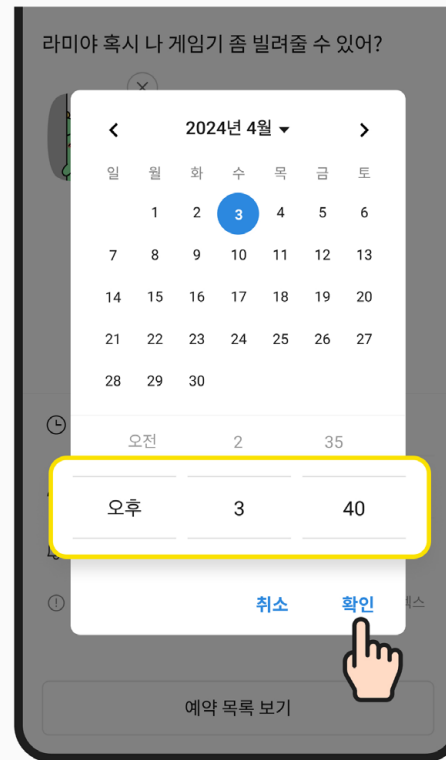 라미야 혹시 나 게임기 좀 빌려줄 수 있어?
2024년 4월
일 월 화 수 목 금 토
1 2 3 4 5 6
7 8 9 10 11 12 13
14 15 16 17 18 19 20
21 22 23 24 25 26 27
28 29 30
오전 2 35
오후 3 40
취소 확인
예약 목록 보기